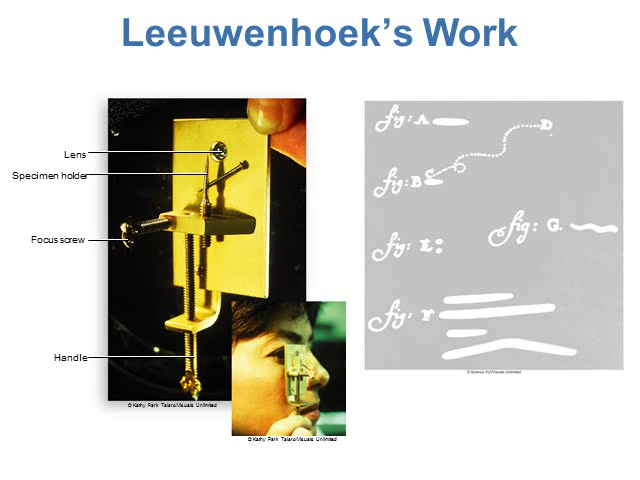 Leeuwenhoek's Work
Lens
Specimen holder
Focus screw
Handle
© Kathy Park Talaro/Visuals Unlimited
© Kathy Park Talaro/Visuals Unlimited
fig: A
D.
fig: B C
fig: E
fig: G.
fig. F
© Science VU/Visuals Unlimited